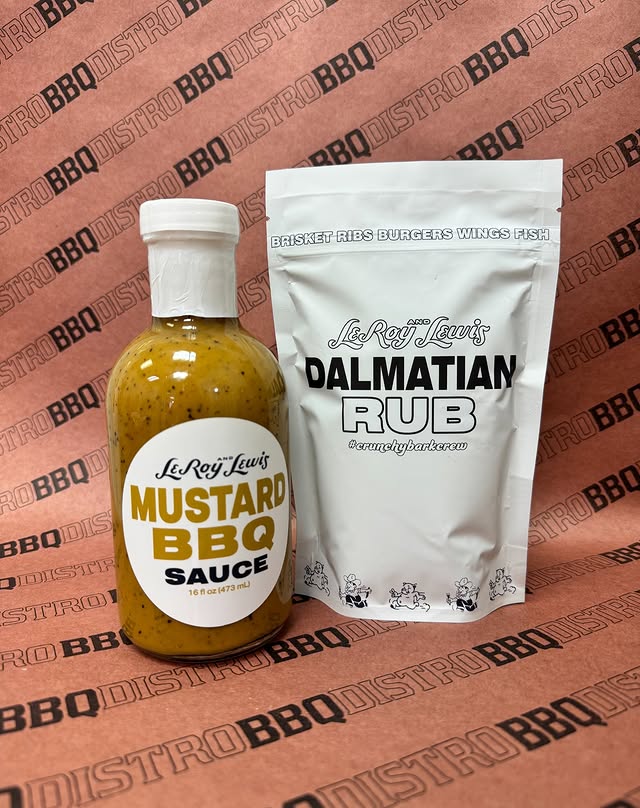 BRISKET RIBS BURGERS WINGS FISH
LeRoy AND Lewis
DALMATIAN
RUB
#crunchybarkcrew
LeRoy AND Lewis
MUSTARD
BBQ
SAUCE
16 fl oz (473 mL)
BBQDISTROBBQDISTROBBQDISTRO